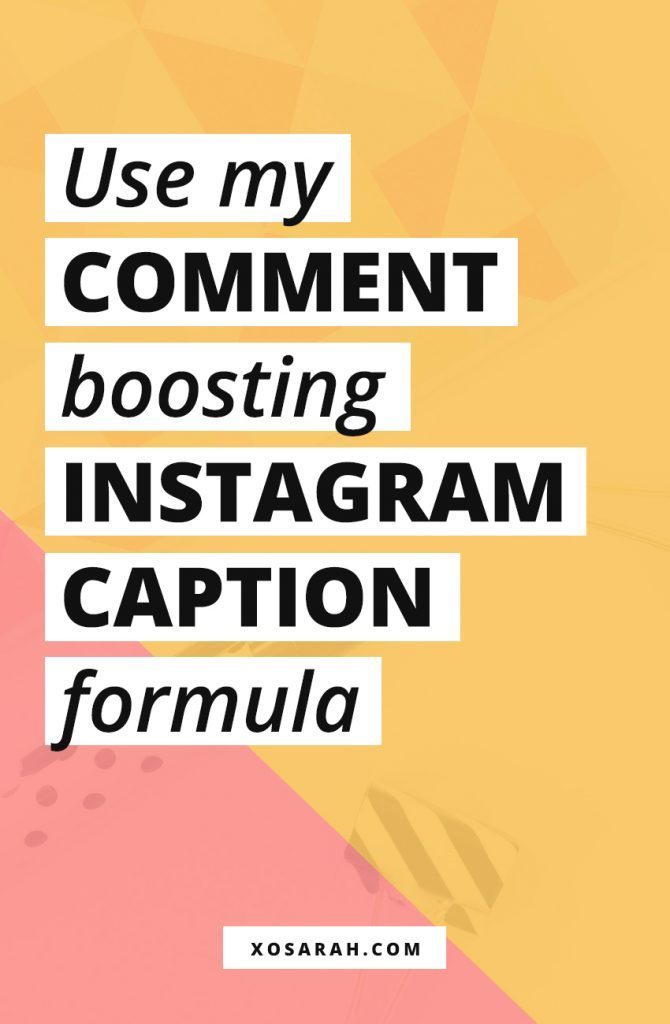 Use my
COMMENT
boosting
INSTAGRAM
CAPTION
formula
XOSARAH.COM